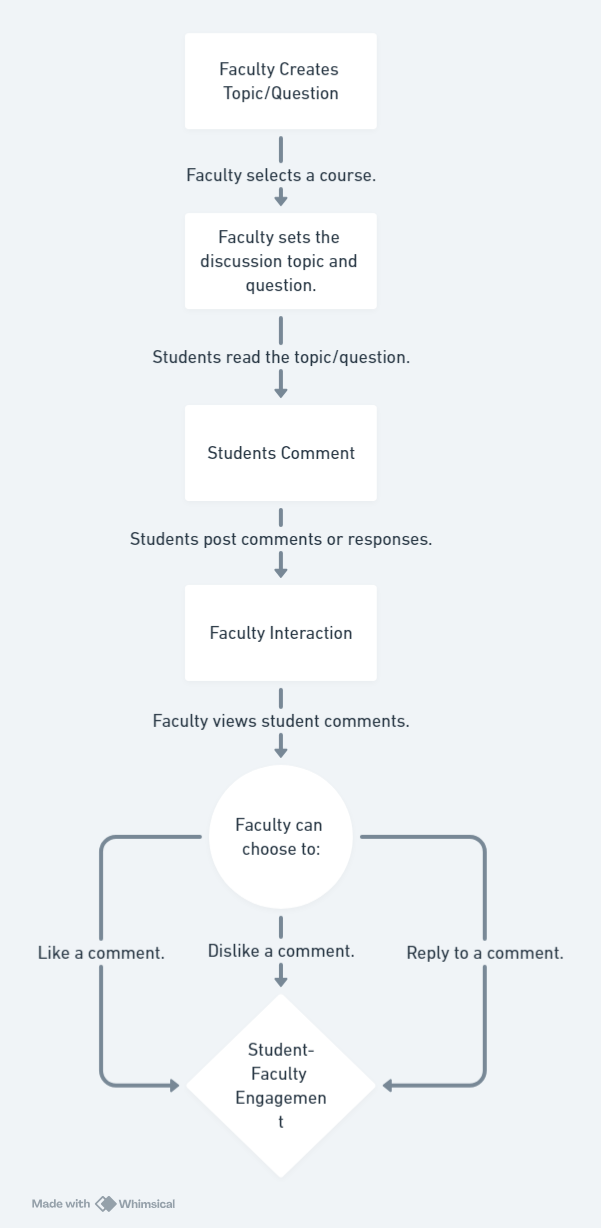 Faculty Creates
Topic/Question
Faculty selects a course.
Faculty sets the
discussion topic and
question.
Students read the topic/question.
Students Comment
Students post comments or responses.
Faculty Interaction
Faculty views student comments.
Faculty can
choose to:
Like a comment.
Dislike a comment.
Reply to a comment.
Student-
Faculty
Engagemen
t
Made with Whimsical